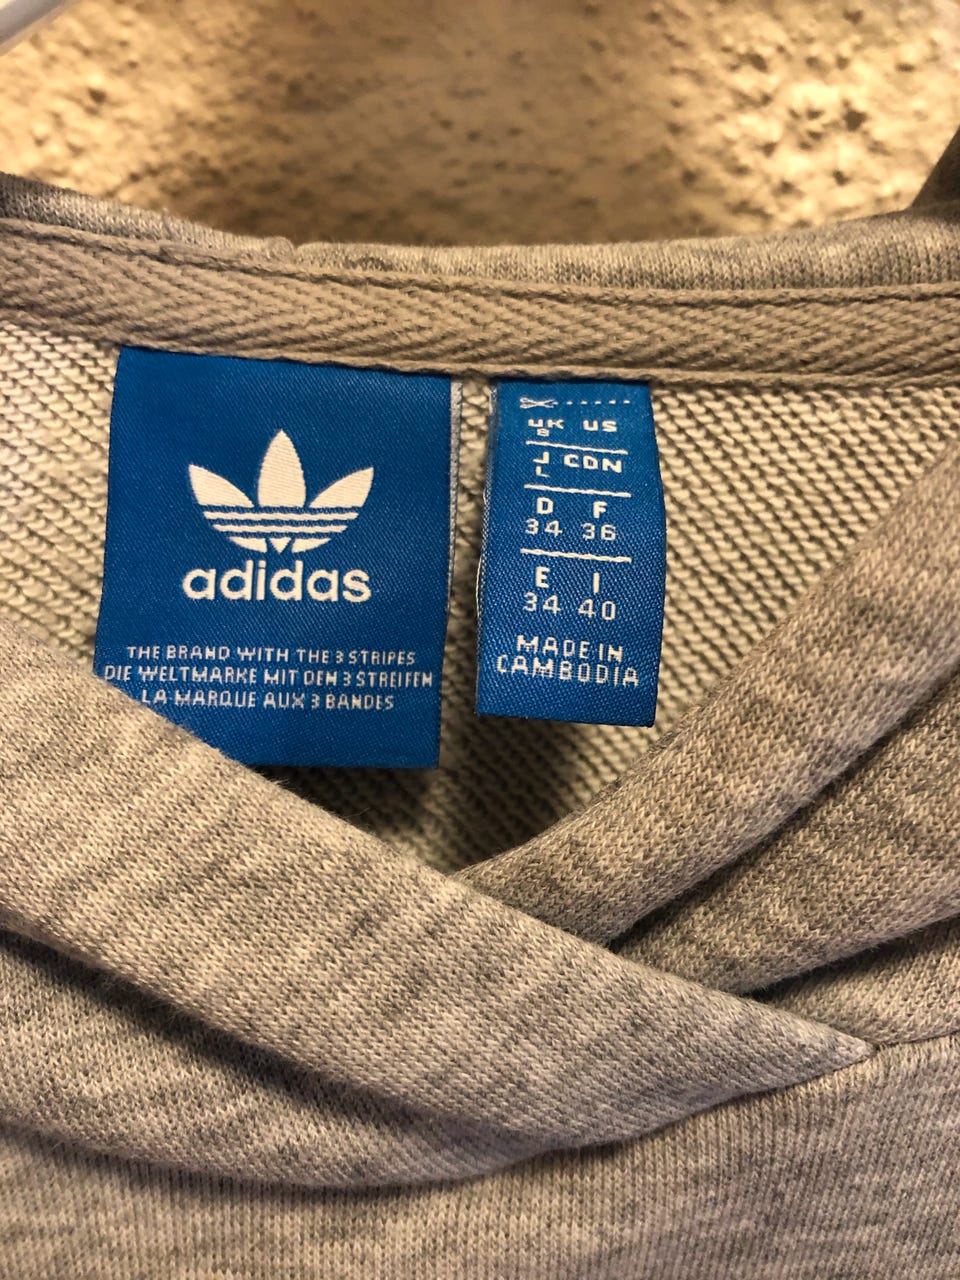 adidas
THE BRAND WITH THE 3 STRIPES
DIE WELTMARKE MIT DEN 3 STREIFEN
LA MARQUE AUX 3 BANDES
UK US
8
J CDN
L
D F
34 36
E I
34 40
MADE IN
CAMBODIA